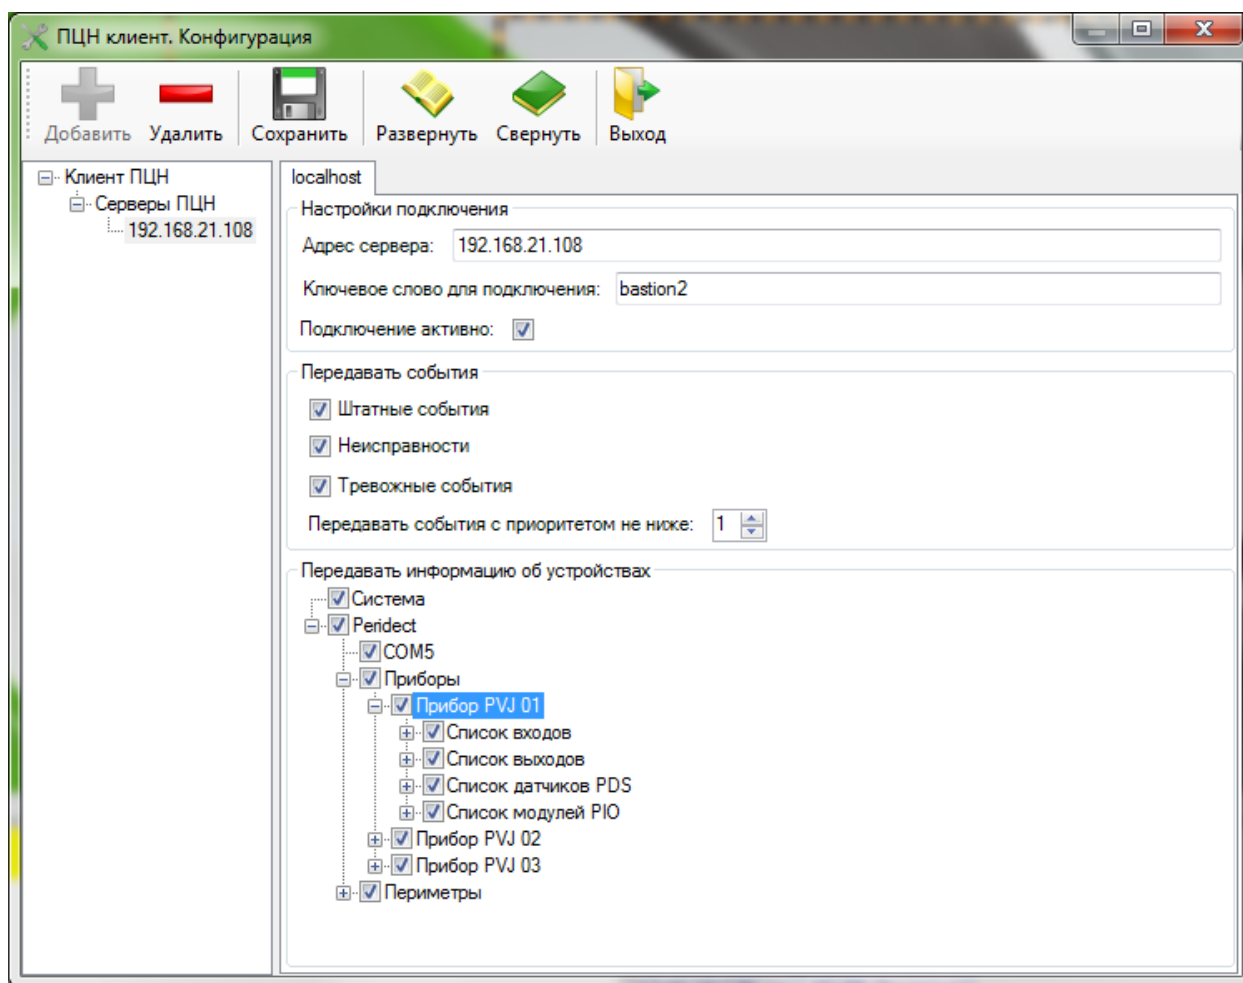 ПЦН клиент. Конфигурация
Добавить Удалить Сохранить Развернуть Свернуть Выход
Клиент ПЦН
Серверы ПЦН
192.168.21.108
localhost
Настройки подключения
Адрес сервера: 192.168.21.108
Ключевое слово для подключения: bastion2
Подключение активно:
Передавать события
Штатные события
Неисправности
Тревожные события
Передавать события с приоритетом не ниже: 1
Передавать информацию об устройствах
Система
Peridect
COM5
Приборы
Прибор PVJ 01
Список входов
Список выходов
Список датчиков PDS
Список модулей PIO
Прибор PVJ 02
Прибор PVJ 03
Периметры